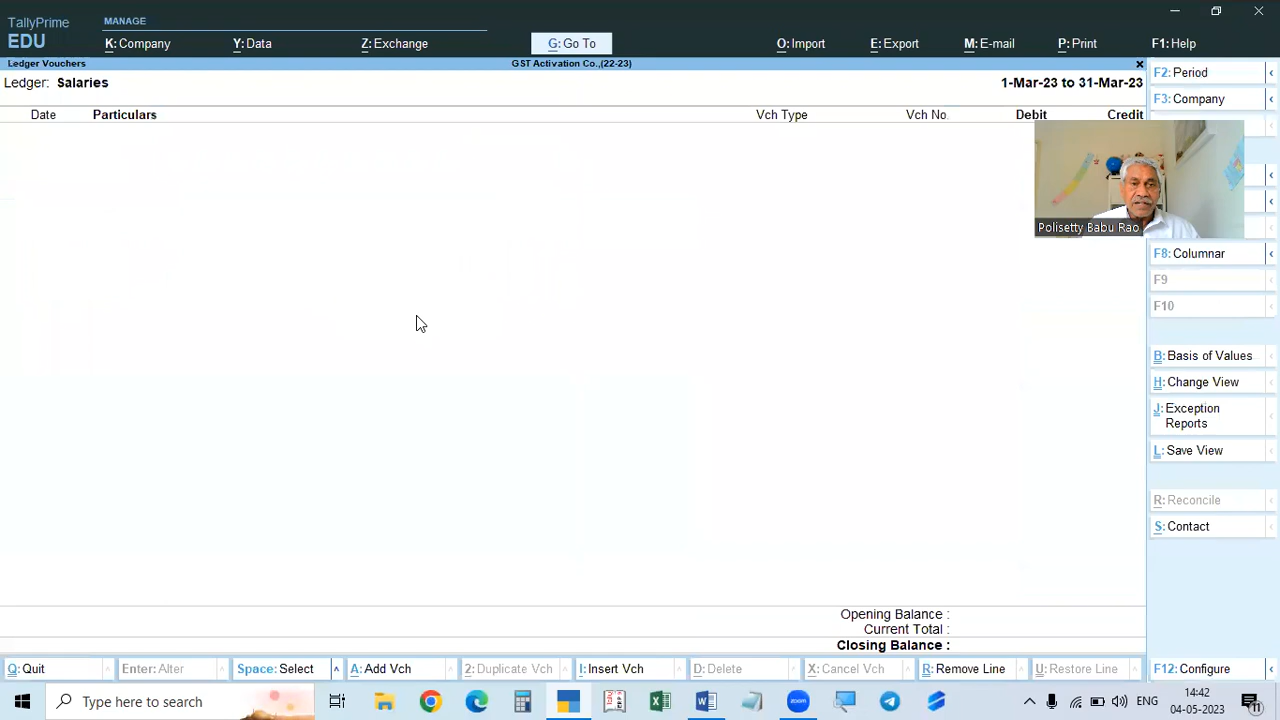 TallyPrime
EDU
MANAGE
K: Company
Y: Data
Z: Exchange
G: Go To
O: Import
E: Export
M: E-mail
P: Print
F1: Help
Ledger Vouchers
GST Activation Co.,(22-23)
Ledger: Salaries
1-Mar-23 to 31-Mar-23
Date Particulars Vch Type Vch No. Debit Credit
Polisetty Babu Rao
F2: Period
F3: Company
F8: Columnar
F9
F10
B: Basis of Values
H: Change View
J: Exception
Reports
L: Save View
R: Reconcile
S: Contact
Opening Balance :
Current Total :
Closing Balance :
Q: Quit
Enter: Alter
Space: Select
A: Add Vch
2: Duplicate Vch
I: Insert Vch
D: Delete
X: Cancel Vch
R: Remove Line
U: Restore Line
F12: Configure
Type here to search
zoom
ENG
14:42
04-05-2023
11